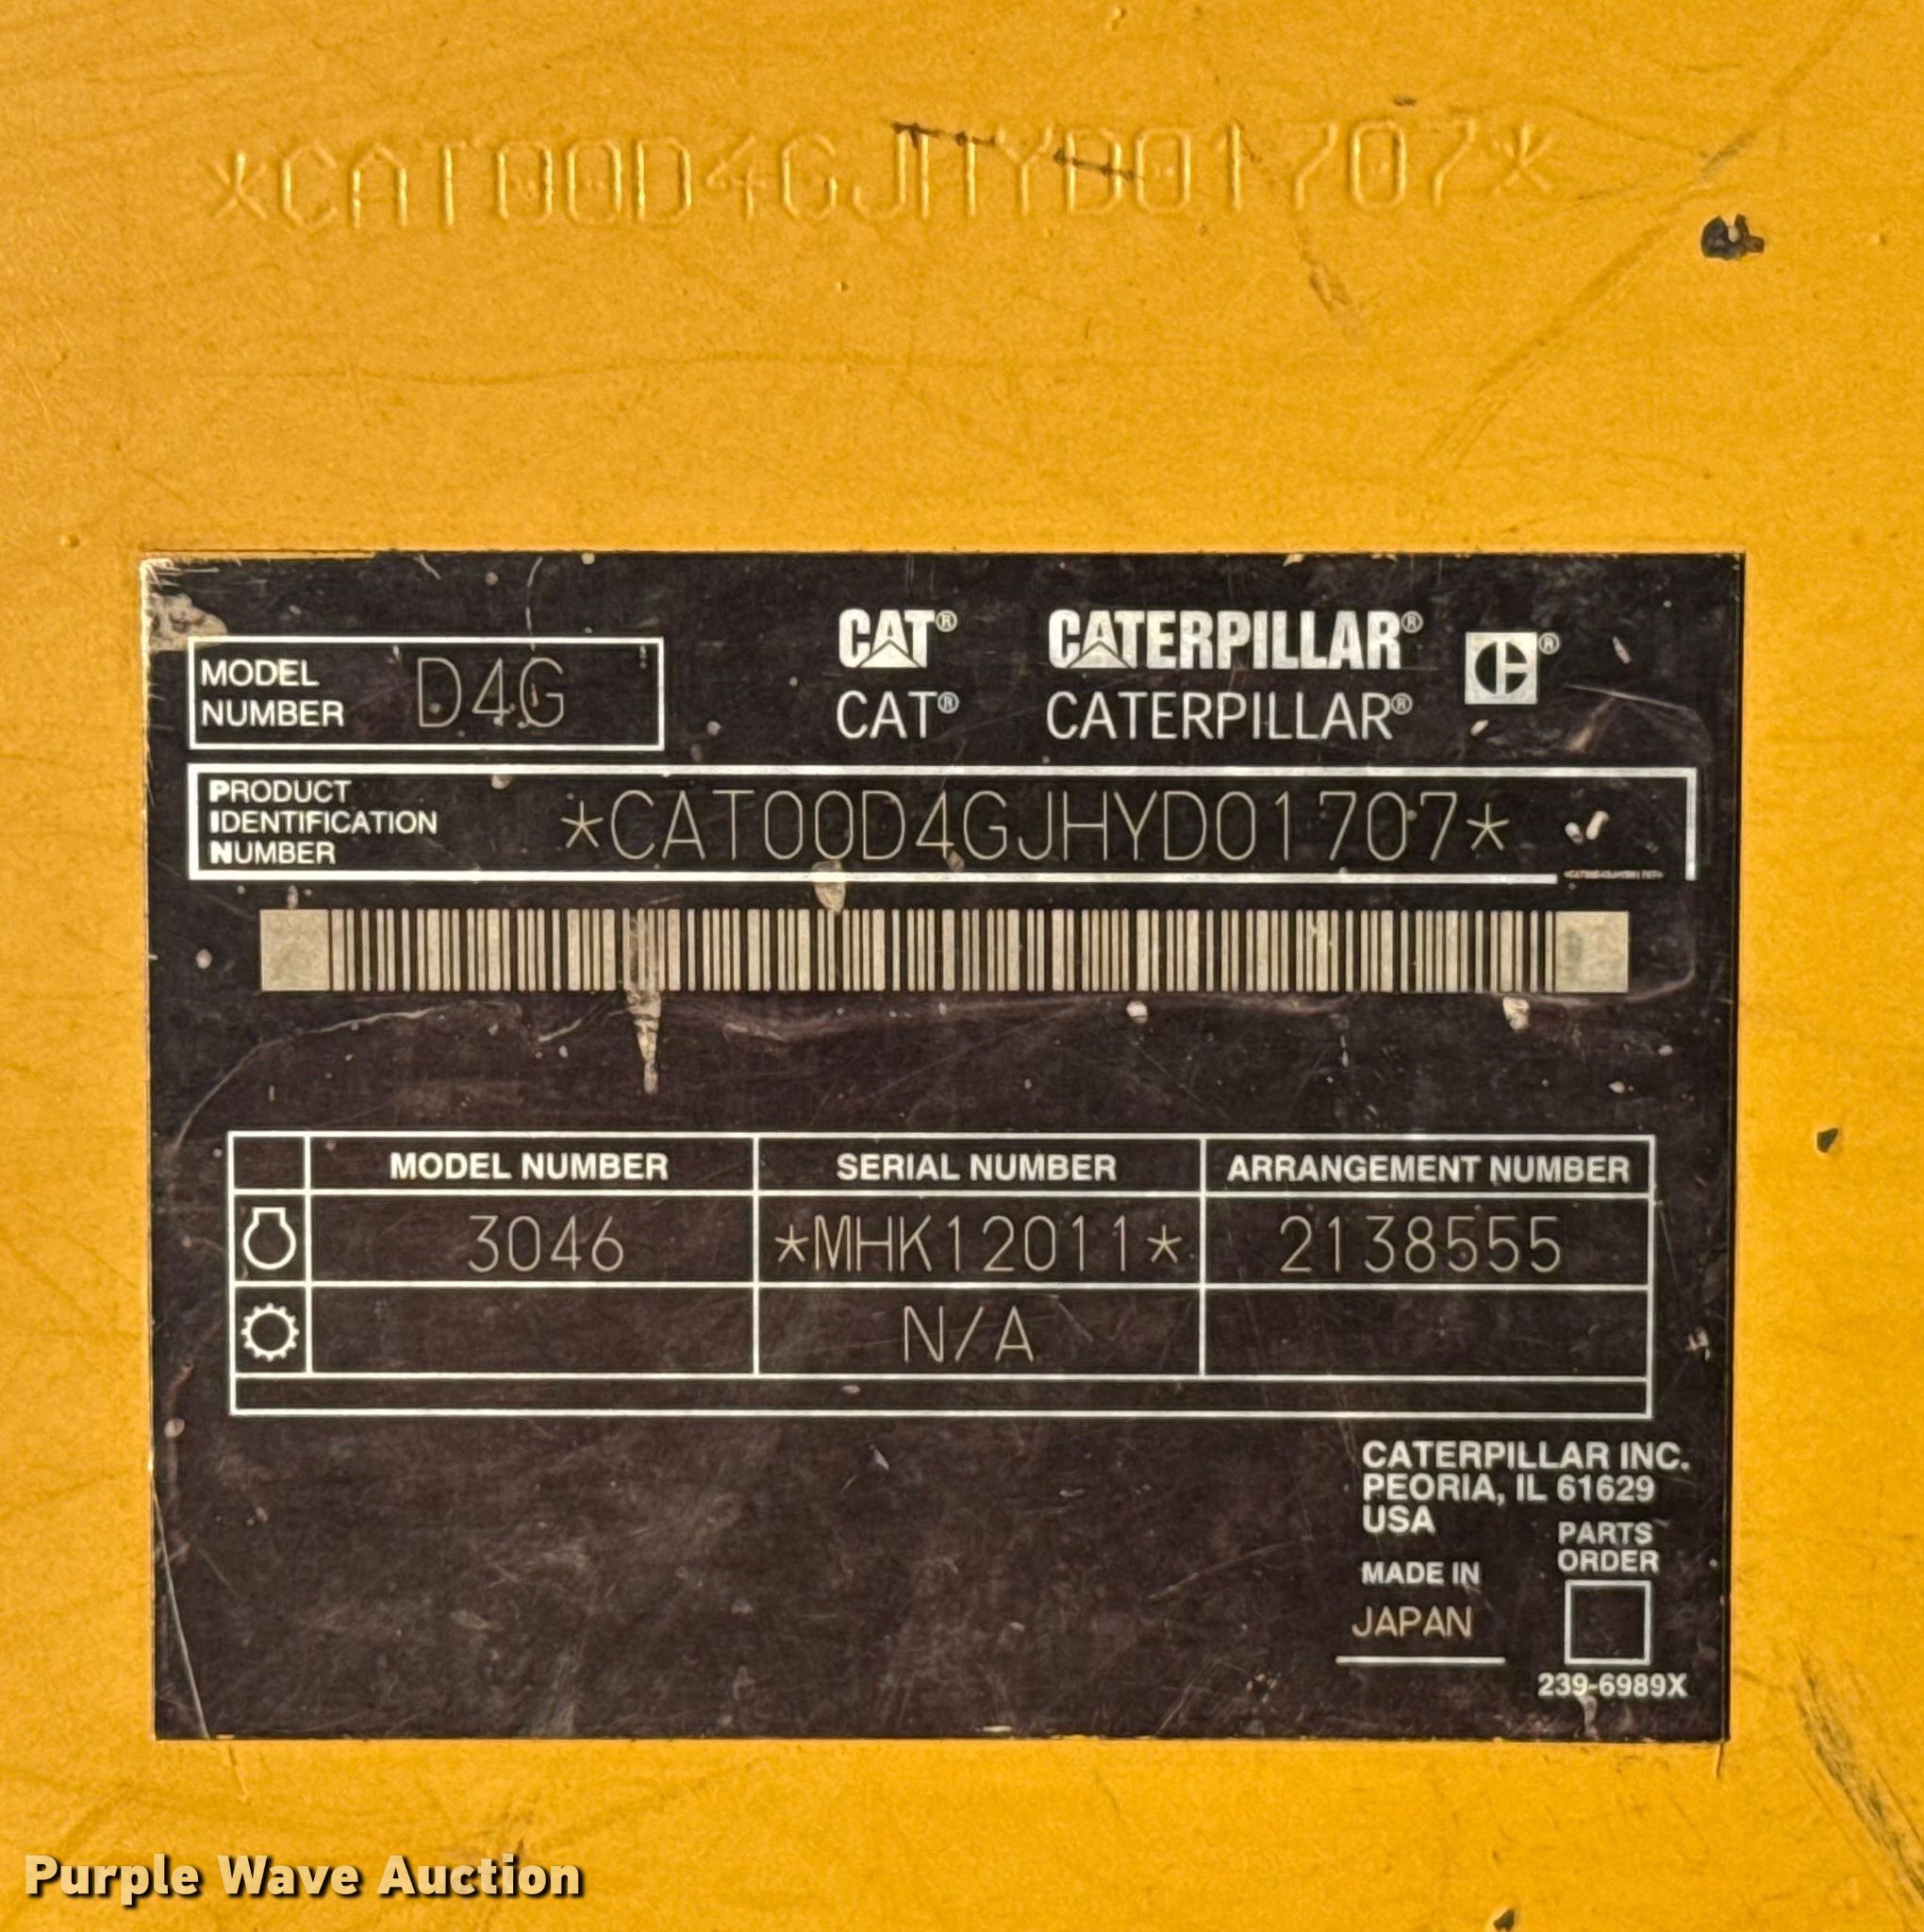 *CAT00D4GJHYD01707*
CAT® CATERPILLAR® ®
MODEL NUMBER D4G
CAT® CATERPILLAR®
PRODUCT IDENTIFICATION NUMBER *CAT00D4GJHYD01707*
MODEL NUMBER SERIAL NUMBER ARRANGEMENT NUMBER
3046 *MHK12011* 2138555
N/A
CATERPILLAR INC.
PEORIA, IL 61629
USA
PARTS
ORDER
MADE IN
JAPAN
239-6989X
Purple Wave Auction